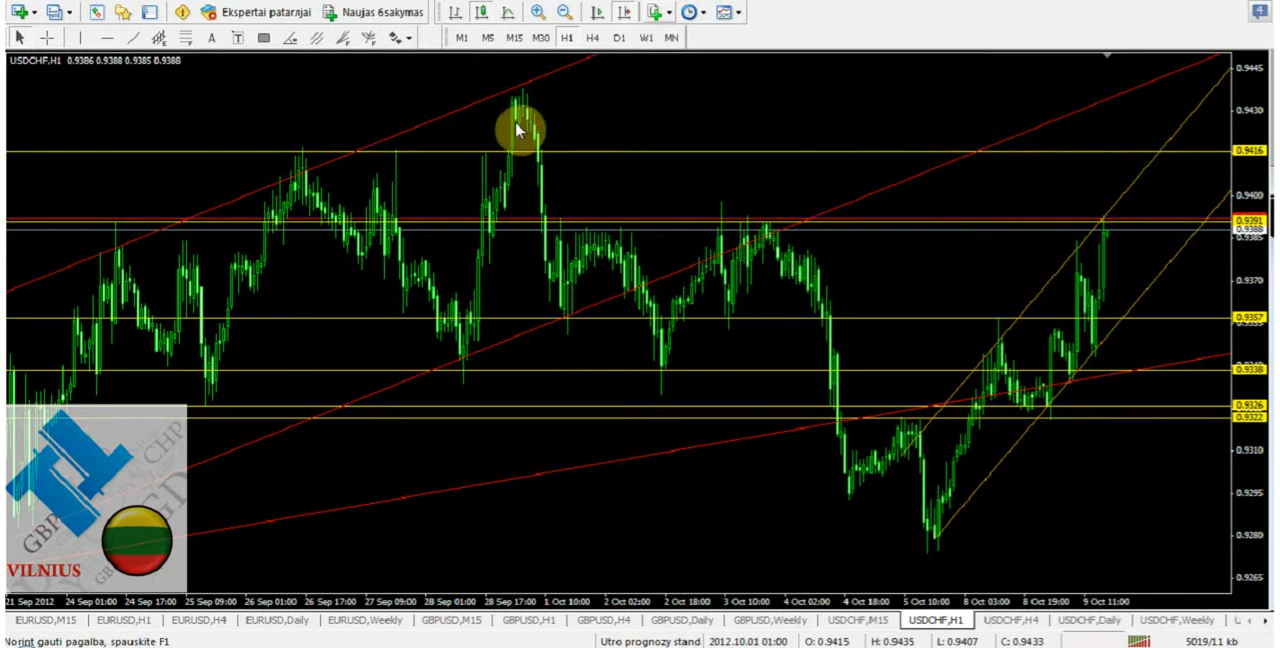 Ekspertai patarnjai Naujas 6sakymas
4
A T F F
M1 M5 M15 M30 H1 H4 D1 W1 MN
USDCHF,H1 0.9386 0.9388 0.9385 0.9388
0.9445
0.9430
0.9416
0.9400
0.9391
0.9388
0.9385
0.9370
0.9357
0.9338
0.9326
0.9322
0.9310
0.9295
0.9280
0.9265
CHF
GBP
GD
VILNIUS
21 Sep 2012 24 Sep 01:00 24 Sep 17:00 25 Sep 09:00 26 Sep 01:00 26 Sep 17:00 27 Sep 09:00 28 Sep 01:00 28 Sep 17:00 1 Oct 10:00 2 Oct 02:00 2 Oct 18:00 3 Oct 10:00 4 Oct 02:00 4 Oct 18:00 5 Oct 10:00 8 Oct 03:00 8 Oct 19:00 9 Oct 11:00
EURUSD,M15 EURUSD,H1 EURUSD,H4 EURUSD,Daily EURUSD,Weekly GBPUSD,M15 GBPUSD,H1 GBPUSD,H4 GBPUSD,Daily GBPUSD,Weekly USDCHF,M15 USDCHF,H1 USDCHF,H4 USDCHF,Daily USDCHF,Weekly
Norint gauti pagalba, spauskite F1 Utro prognozy stand 2012.10.01 01:00 O: 0.9415 H: 0.9435 L: 0.9407 C: 0.9433 5019/11 kb